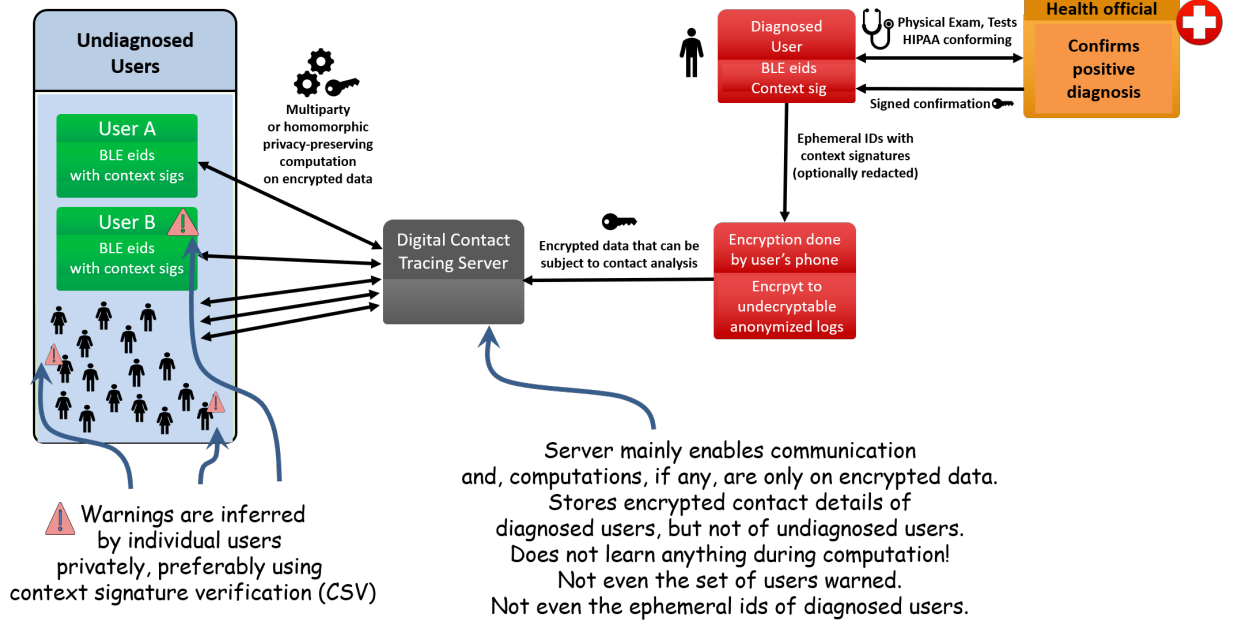 Undiagnosed
Users
User A
BLE eids
with context sigs
User B
BLE eids
with context sigs
Multiparty
or homomorphic
privacy-preserving
computation
on encrypted data
Digital Contact
Tracing Server
Encrypted data that can be
subject to contact analysis
Diagnosed
User
BLE eids
Context sig
Physical Exam, Tests
HIPAA conforming
Signed confirmation
Health official
Confirms
positive
diagnosis
Ephemeral IDs with
context signatures
(optionally redacted)
Encryption done
by user's phone
Encrpyt to
undecryptable
anonymized logs
Warnings are inferred
by individual users
privately, preferably using
context signature verification (CSV)
Server mainly enables communication
and, computations, if any, are only on encrypted data.
Stores encrypted contact details of
diagnosed users, but not of undiagnosed users.
Does not learn anything during computation!
Not even the set of users warned.
Not even the ephemeral ids of diagnosed users.